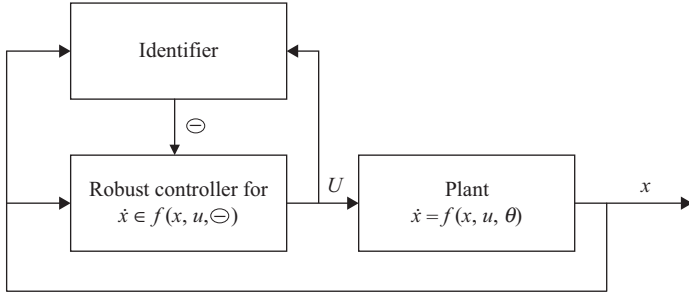 Identifier
Θ
Robust controller for
ẋ ∈ f(x, u, Θ)
U
Plant
ẋ = f(x, u, θ)
x